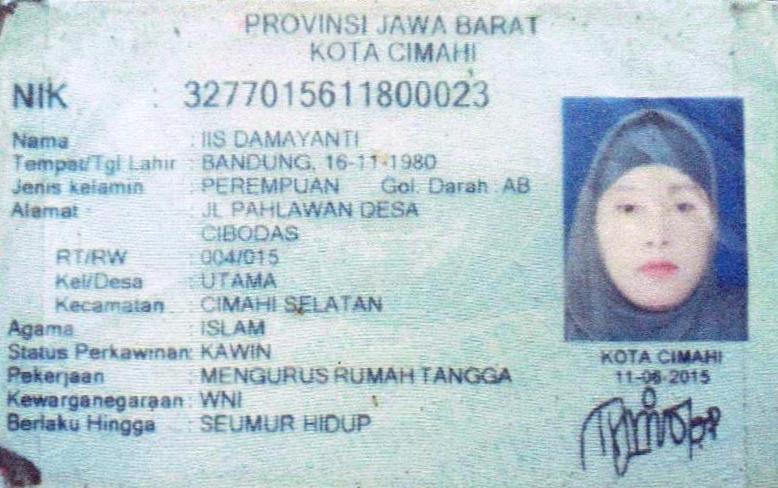 PROVINSI JAWA BARAT
KOTA CIMAHI
NIK : 3277015611800023
Nama : IIS DAMAYANTI
Tempat/Tgl Lahir : BANDUNG, 16-11-1980
Jenis kelamin : PEREMPUAN Gol. Darah : AB
Alamat : JL PAHLAWAN DESA
CIBODAS
RT/RW : 004/015
Kel/Desa : UTAMA
Kecamatan : CIMAHI SELATAN
Agama : ISLAM
Status Perkawinan: KAWIN
Pekerjaan : MENGURUS RUMAH TANGGA
Kewarganegaraan : WNI
Berlaku Hingga : SEUMUR HIDUP
KOTA CIMAHI
11-06-2015